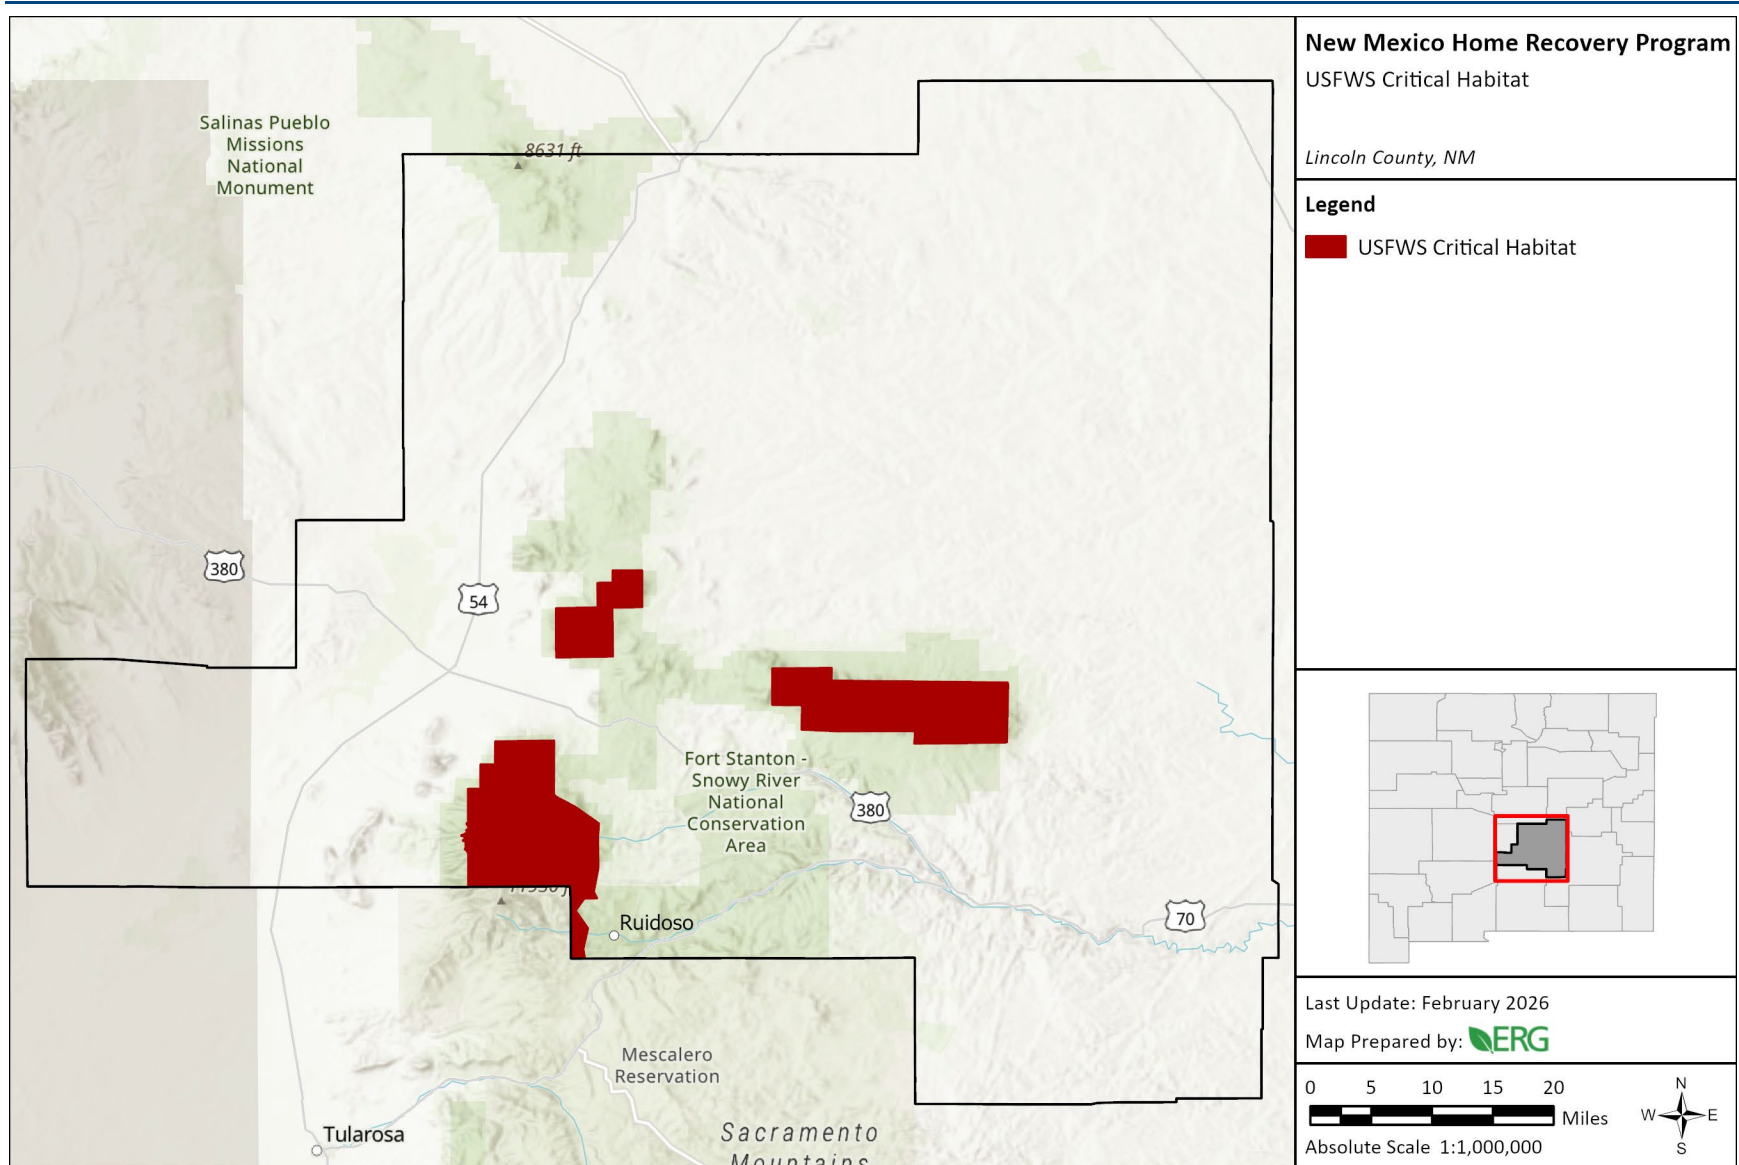 New Mexico Home Recovery Program
USFWS Critical Habitat
Lincoln County, NM
Legend
USFWS Critical Habitat
Salinas Pueblo
Missions
National
Monument
8631 ft
380
54
Fort Stanton -
Snowy River
National
Conservation
Area
380
Ruidoso
70
Mescalero
Reservation
Tularosa
Sacramento
Mountains
Last Update: February 2026
Map Prepared by: ERG
0 5 10 15 20
Miles
Absolute Scale 1:1,000,000
N
W E
S